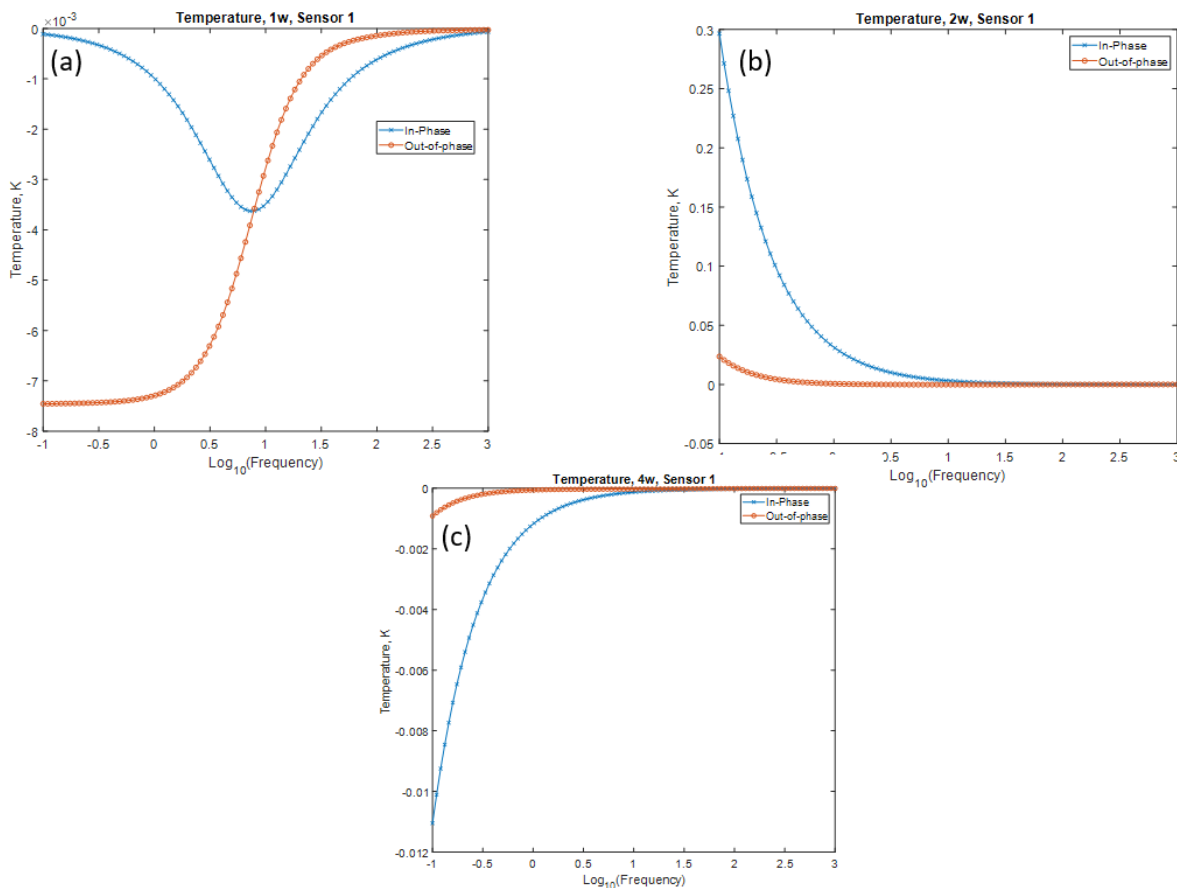 Temperature, 1w, Sensor 1
×10⁻³
(a)
0
-1
-2
-3
-4
-5
-6
-7
-8
Temperature, K
In-Phase
Out-of-phase
-1 -0.5 0 0.5 1 1.5 2 2.5 3
Log₁₀(Frequency)
Temperature, 2w, Sensor 1
(b)
0.3
0.25
0.2
0.15
0.1
0.05
0
-0.05
Temperature, K
In-Phase
Out-of-phase
0.5 1 1.5 2 2.5 3
Log₁₀(Frequency)
Temperature, 4w, Sensor 1
(c)
0
-0.002
-0.004
-0.006
-0.008
-0.01
-0.012
Temperature, K
In-Phase
Out-of-phase
-1 -0.5 0 0.5 1 1.5 2 2.5 3
Log₁₀(Frequency)